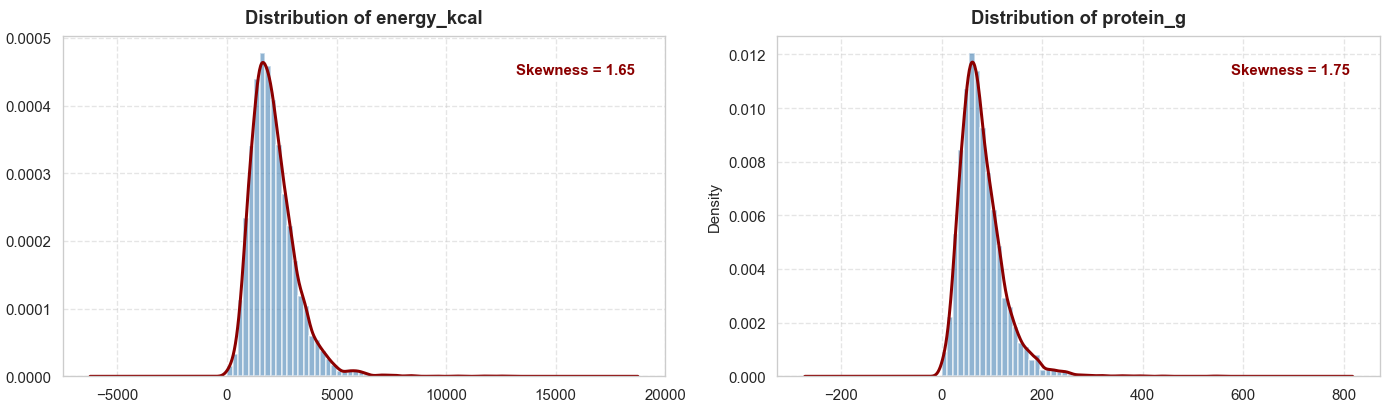 Distribution of energy_kcal
Skewness = 1.65
0.0005
0.0004
0.0003
0.0002
0.0001
0.0000
−5000 0 5000 10000 15000 20000
Distribution of protein_g
Skewness = 1.75
Density
0.012
0.010
0.008
0.006
0.004
0.002
0.000
−200 0 200 400 600 800